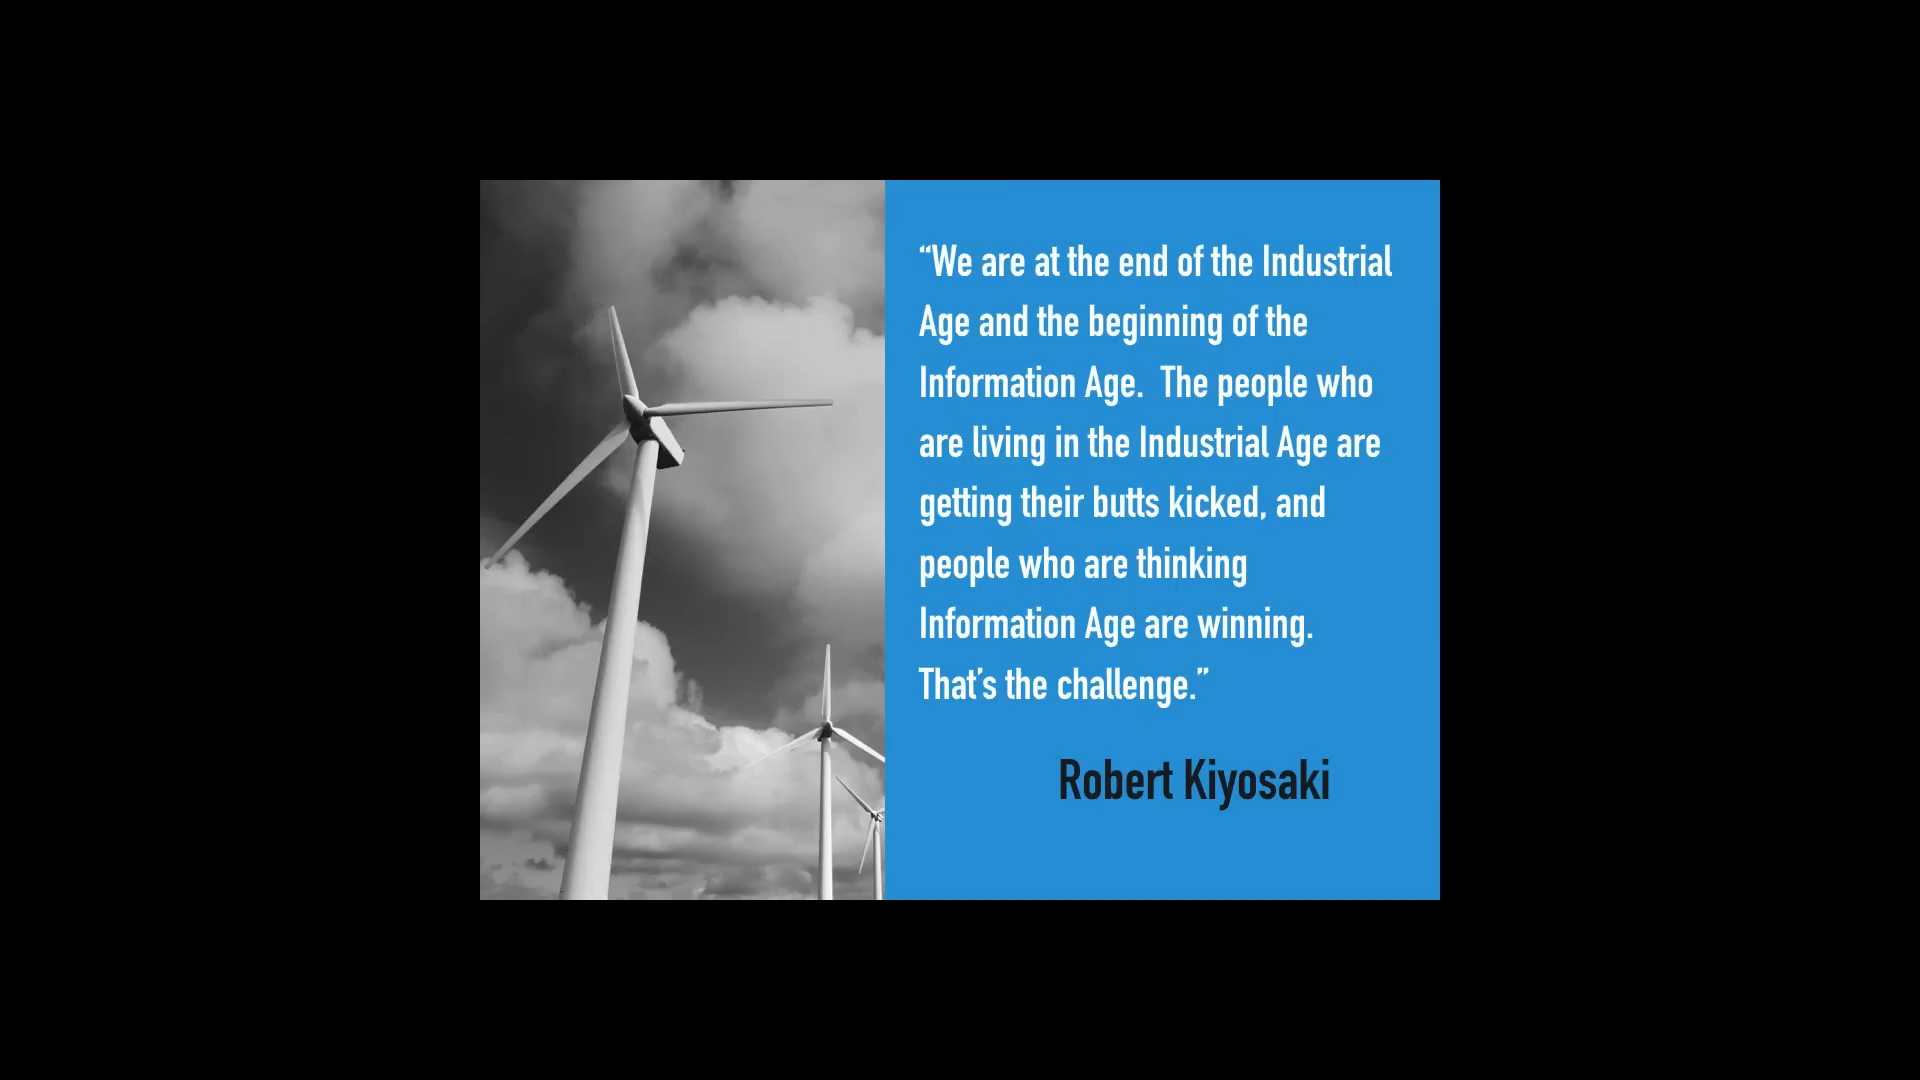 “We are at the end of the Industrial
Age and the beginning of the
Information Age.  The people who
are living in the Industrial Age are
getting their butts kicked, and
people who are thinking
Information Age are winning.
That’s the challenge.”
Robert Kiyosaki